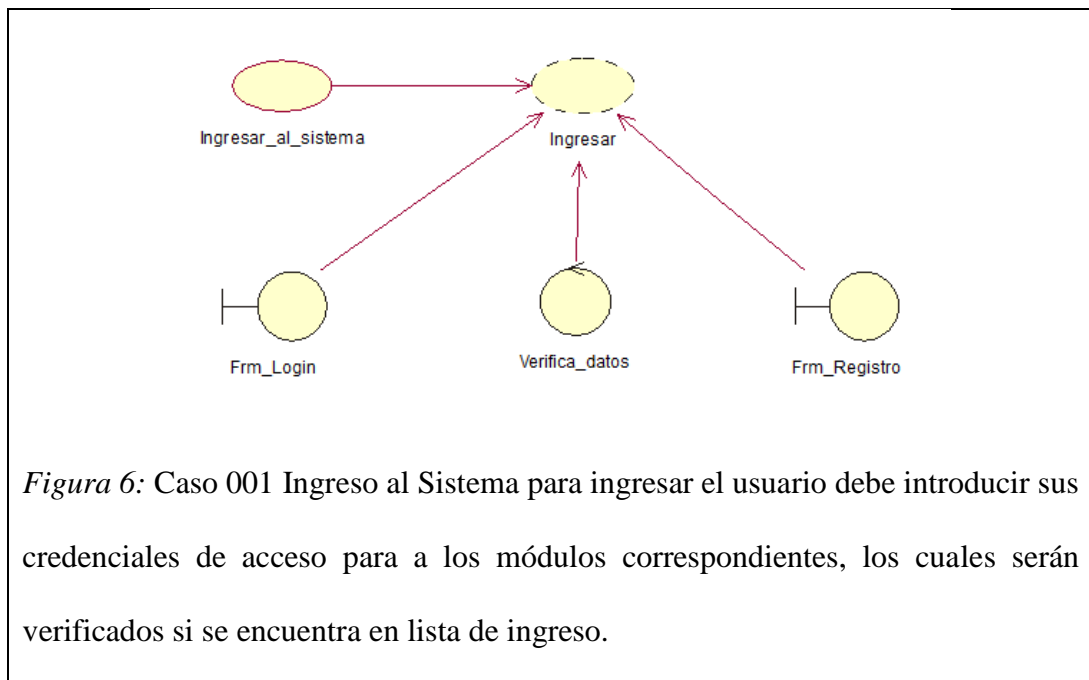 Ingresar_al_sistema
Ingresar
Frm_Login
Verifica_datos
Frm_Registro
Figura 6: Caso 001 Ingreso al Sistema para ingresar el usuario debe introducir sus
credenciales de acceso para a los módulos correspondientes, los cuales serán
verificados si se encuentra en lista de ingreso.